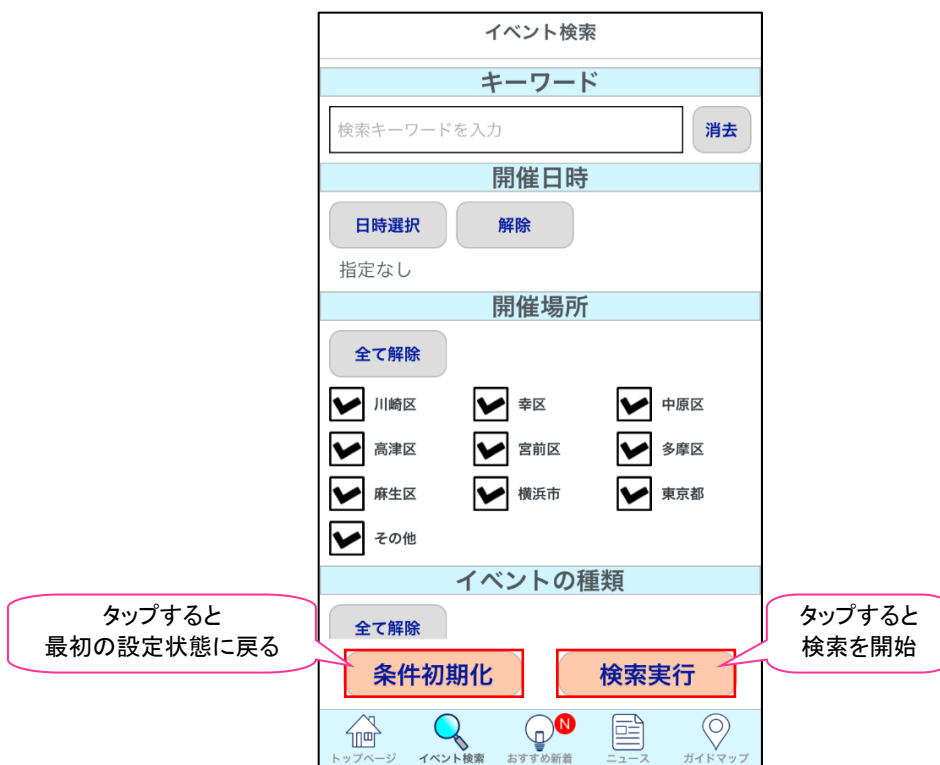 イベント検索
キーワード
検索キーワードを入力
消去
開催日時
日時選択
解除
指定なし
開催場所
全て解除
川崎区 幸区 中原区
高津区 宮前区 多摩区
麻生区 横浜市 東京都
その他
イベントの種類
全て解除
タップすると
最初の設定状態に戻る
条件初期化
検索実行
タップすると
検索を開始
N
トップページ イベント検索 おすすめ新着 ニュース ガイドマップ